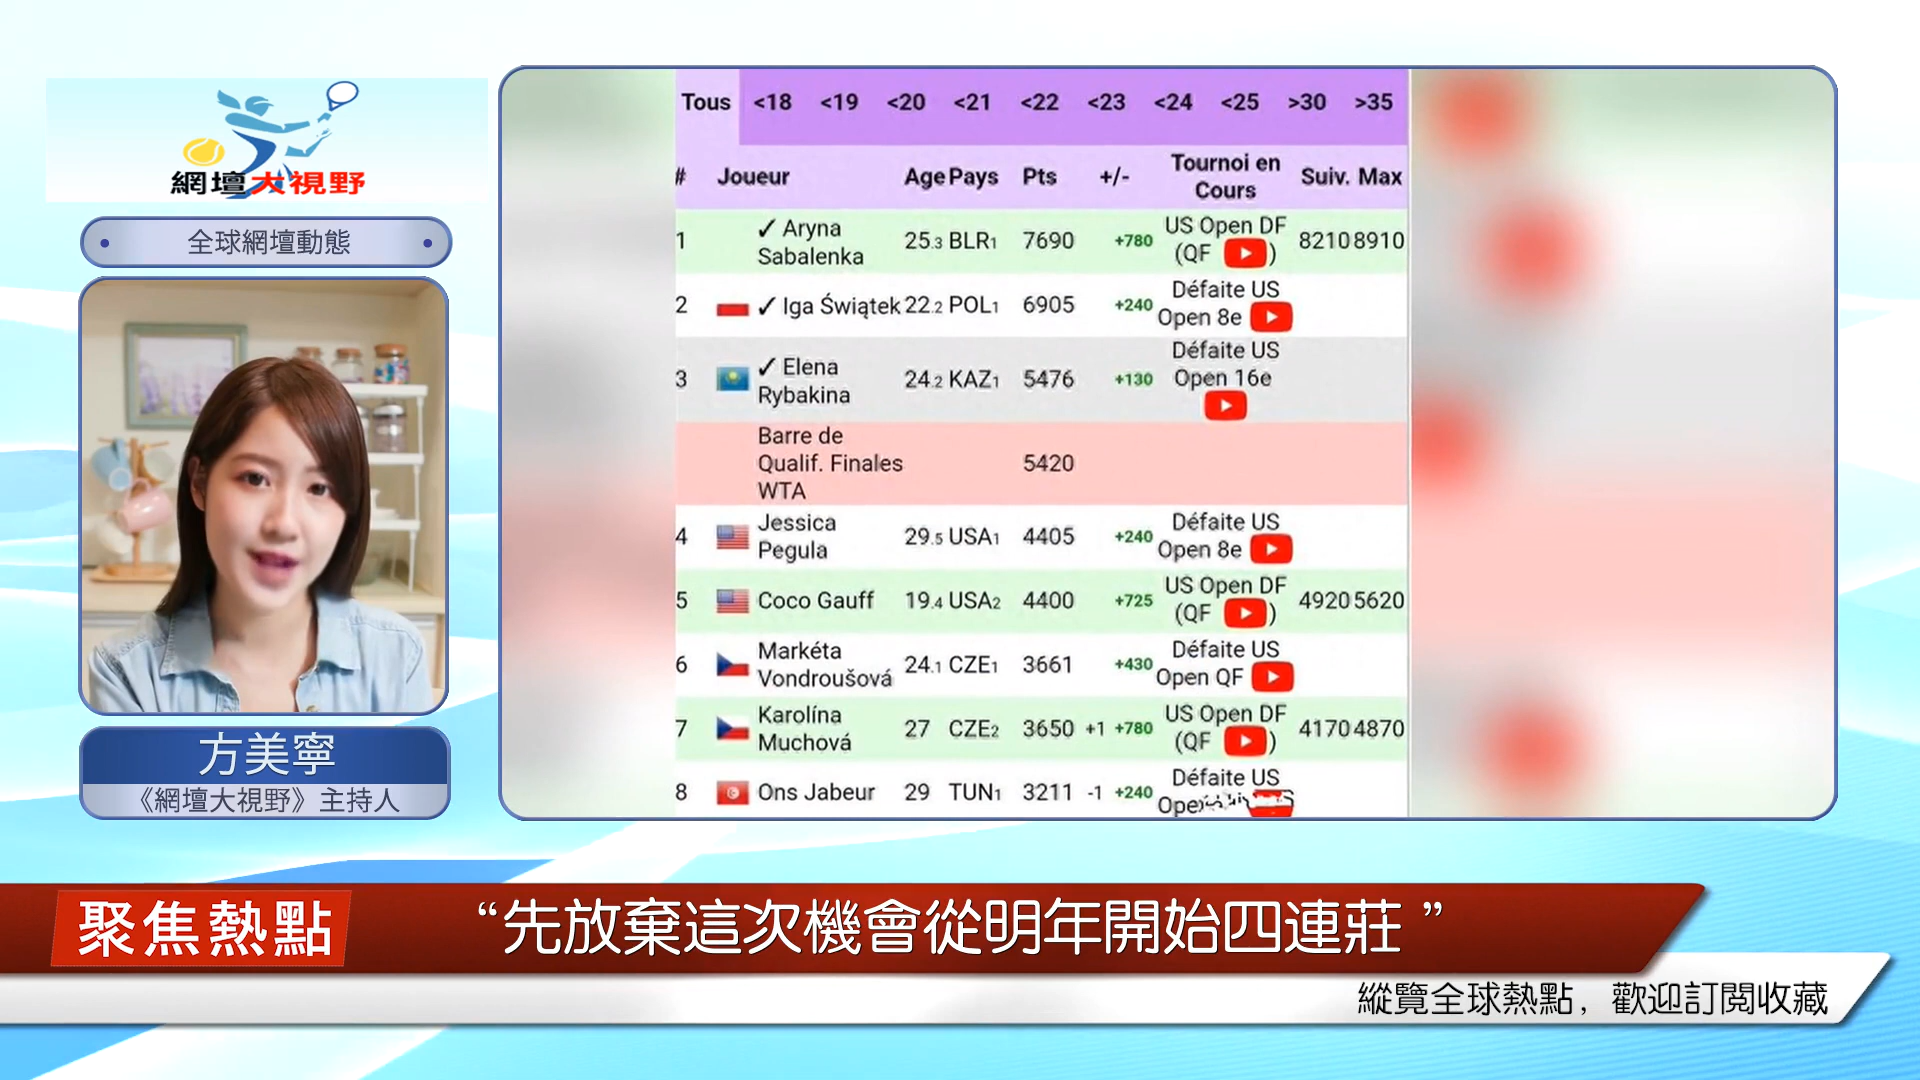 網壇大視野
全球網壇動態
方美寧
《網壇大視野》主持人
Tous <18 <19 <20 <21 <22 <23 <24 <25 >30 >35
# Joueur Age Pays Pts +/- Tournoi en Cours Suiv. Max
1 ✓ Aryna Sabalenka 25.3 BLR1 7690 +780 US Open DF (QF ) 8210 8910
2 ✓ Iga Świątek 22.2 POL1 6905 +240 Défaite US Open 8e
3 ✓ Elena Rybakina 24.2 KAZ1 5476 +130 Défaite US Open 16e
Barre de Qualif. Finales WTA 5420
4 Jessica Pegula 29.5 USA1 4405 +240 Défaite US Open 8e
5 Coco Gauff 19.4 USA2 4400 +725 US Open DF (QF ) 4920 5620
6 Markéta Vondroušová 24.1 CZE1 3661 +430 Défaite US Open QF
7 Karolína Muchová 27 CZE2 3650 +1 +780 US Open DF (QF ) 4170 4870
8 Ons Jabeur 29 TUN1 3211 -1 +240 Défaite US
聚焦熱點
“先放棄這次機會從明年開始四連莊 ”
縱覽全球熱點，歡迎訂閱收藏